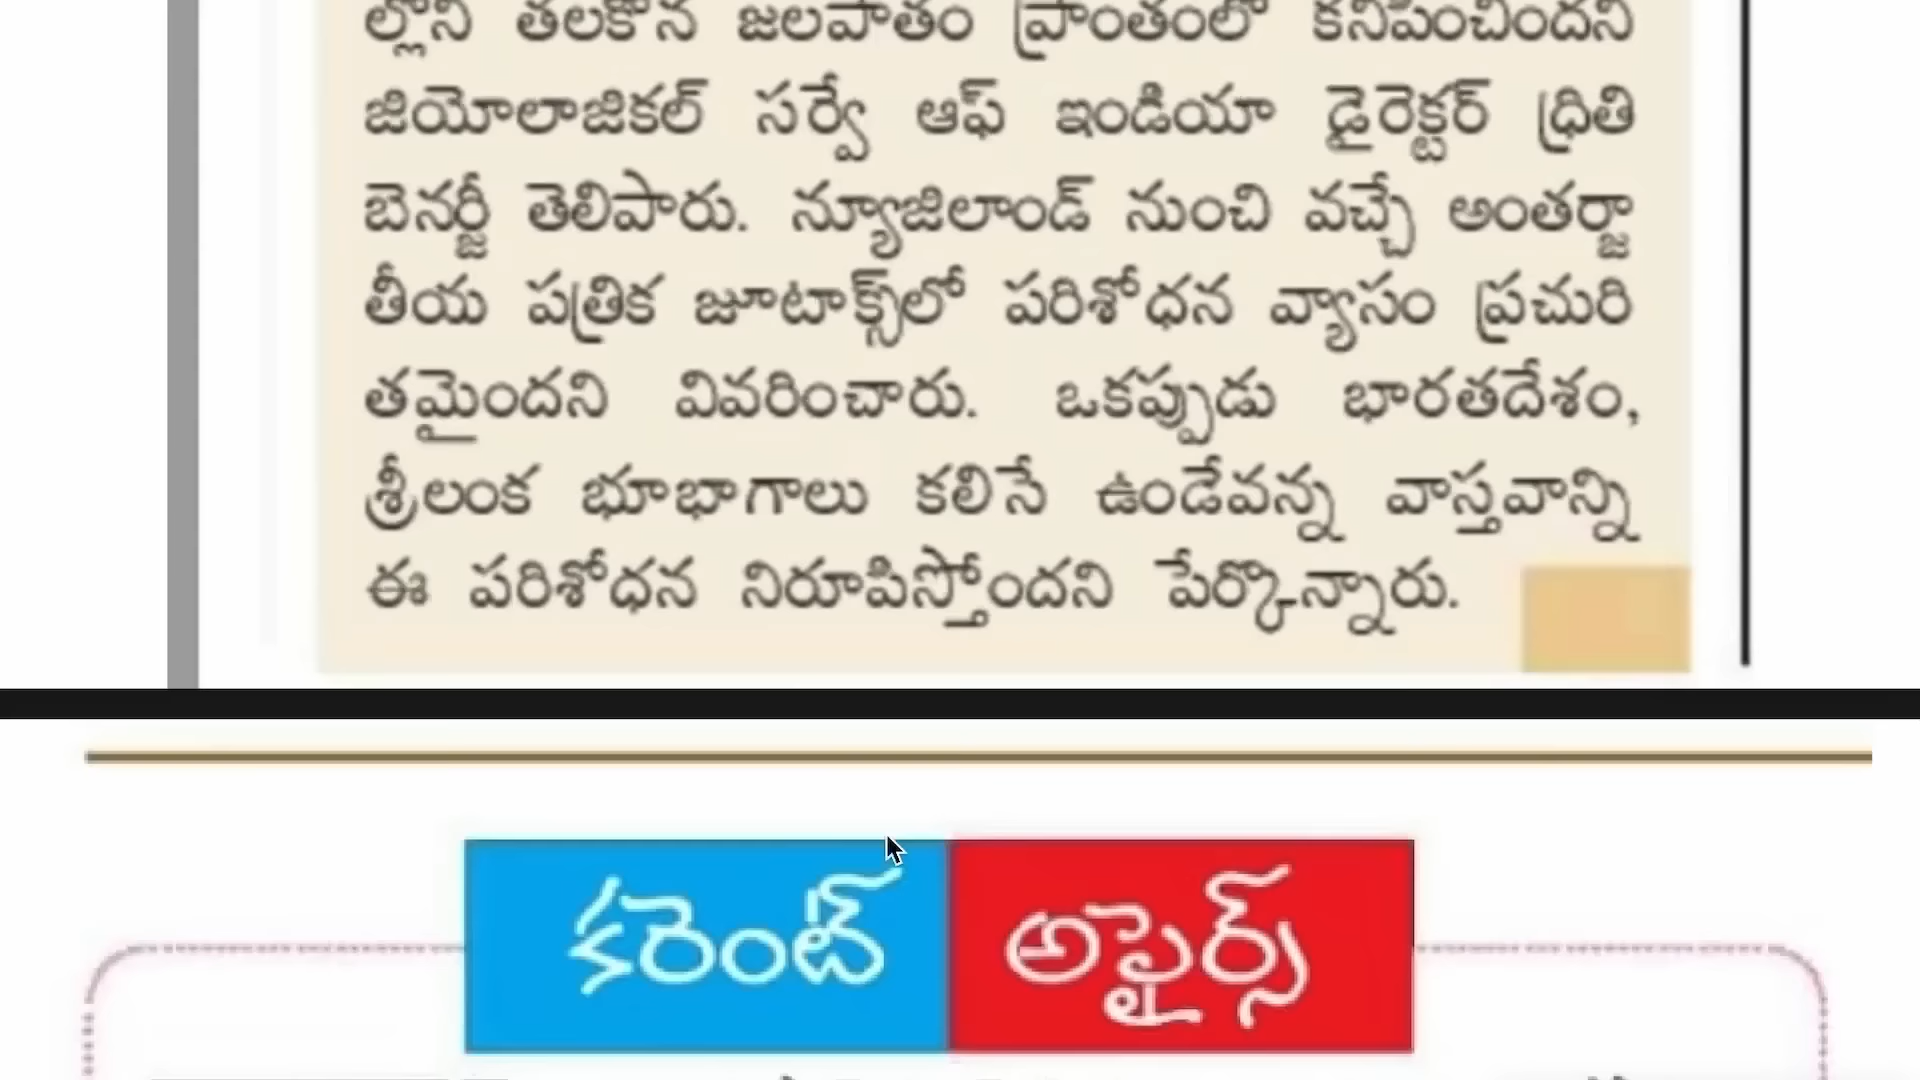 ల్లోని తలకోన జలపాతం ప్రాంతంలో కనిపించిందని
జియోలాజికల్ సర్వే ఆఫ్ ఇండియా డైరెక్టర్ ధ్రితి
బెనర్జీ తెలిపారు. న్యూజిలాండ్ నుంచి వచ్చే అంతర్జా
తీయ పత్రిక జూటాక్స్‌లో పరిశోధన వ్యాసం ప్రచురి
తమైందని వివరించారు. ఒకప్పుడు భారతదేశం,
శ్రీలంక భూభాగాలు కలిసే ఉండేవన్న వాస్తవాన్ని
ఈ పరిశోధన నిరూపిస్తోందని పేర్కొన్నారు.
కరెంట్ అఫైర్స్